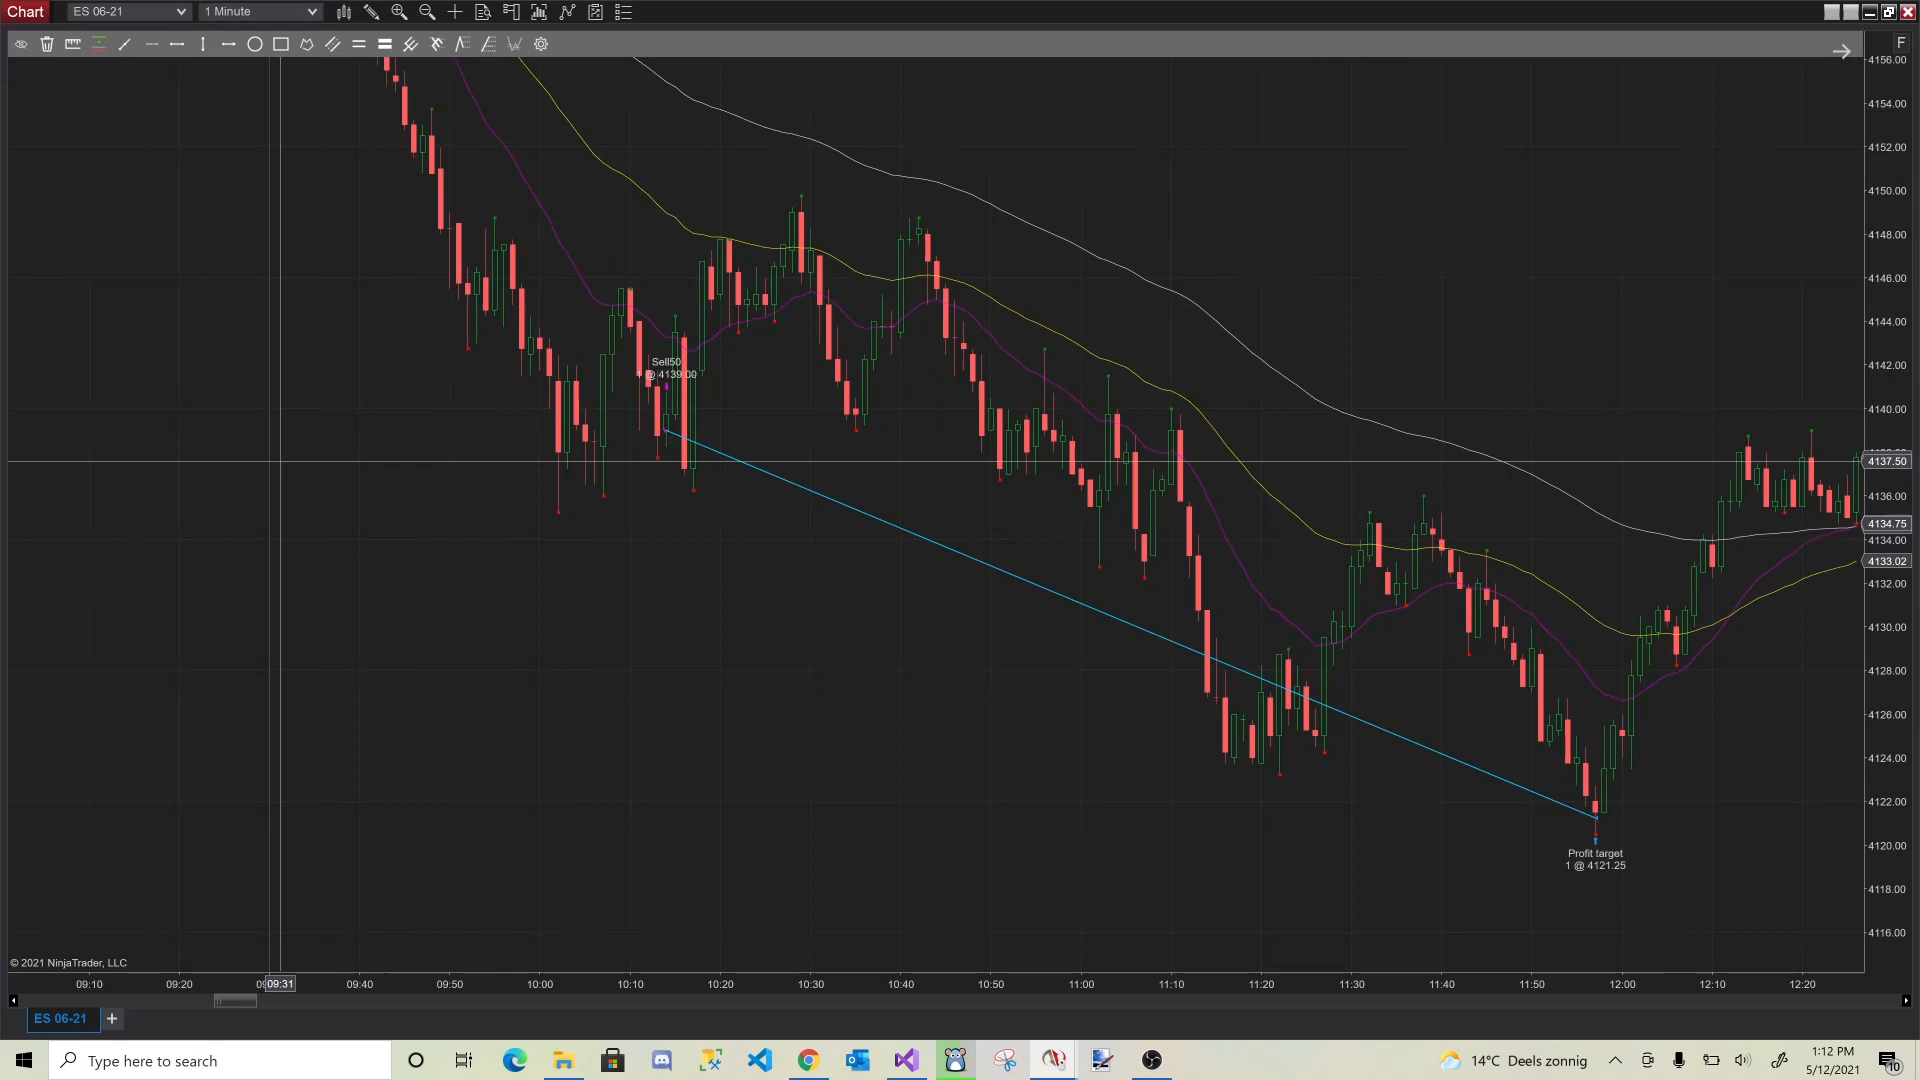 Chart ES 06-21 1 Minute
F
4156.00
4154.00
4152.00
4150.00
4148.00
4146.00
4144.00
4142.00
4140.00
4137.50
4136.00
4134.75
4134.00
4133.02
4132.00
4130.00
4128.00
4126.00
4124.00
4122.00
4120.00
4118.00
4116.00
Sell50
1 @ 4139.00
Profit target
1 @ 4121.25
© 2021 NinjaTrader, LLC
09:10 09:20 09:31 09:40 09:50 10:00 10:10 10:20 10:30 10:40 10:50 11:00 11:10 11:20 11:30 11:40 11:50 12:00 12:10 12:20
ES 06-21 +
Type here to search
14°C Deels zonnig
1:12 PM
5/12/2021
10